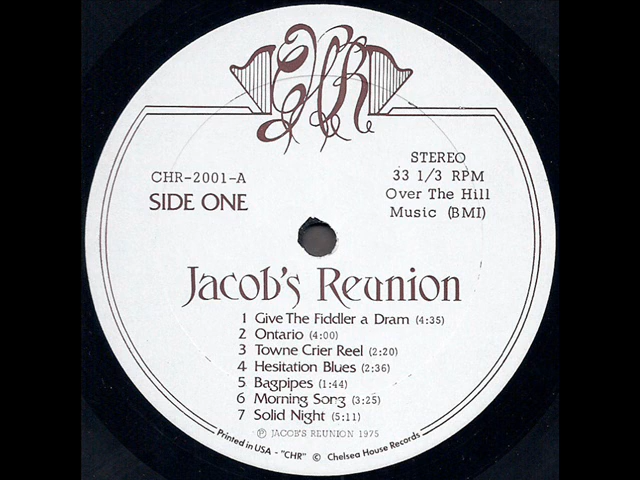 CHR
CHR-2001-A
SIDE ONE
STEREO
33 1/3 RPM
Over The Hill
Music (BMI)
Jacob's Reunion
1 Give The Fiddler a Dram (4:35)
2 Ontario (4:00)
3 Towne Crier Reel (2:20)
4 Hesitation Blues (2:36)
5 Bagpipes (1:44)
6 Morning Song (3:25)
7 Solid Night (5:11)
℗ JACOB'S REUNION 1975
Printed in USA - "CHR" © Chelsea House Records